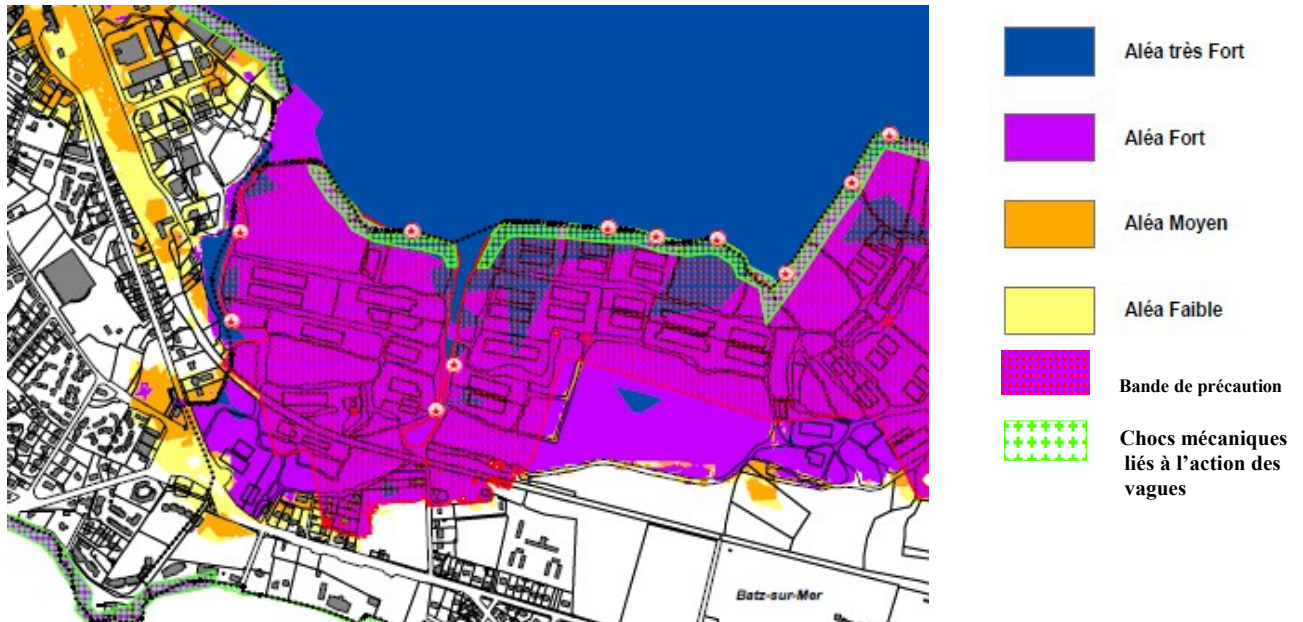 Aléa très Fort
Aléa Fort
Aléa Moyen
Aléa Faible
Bande de précaution
Chocs mécaniques
liés à l'action des
vagues
Batz-sur-Mer